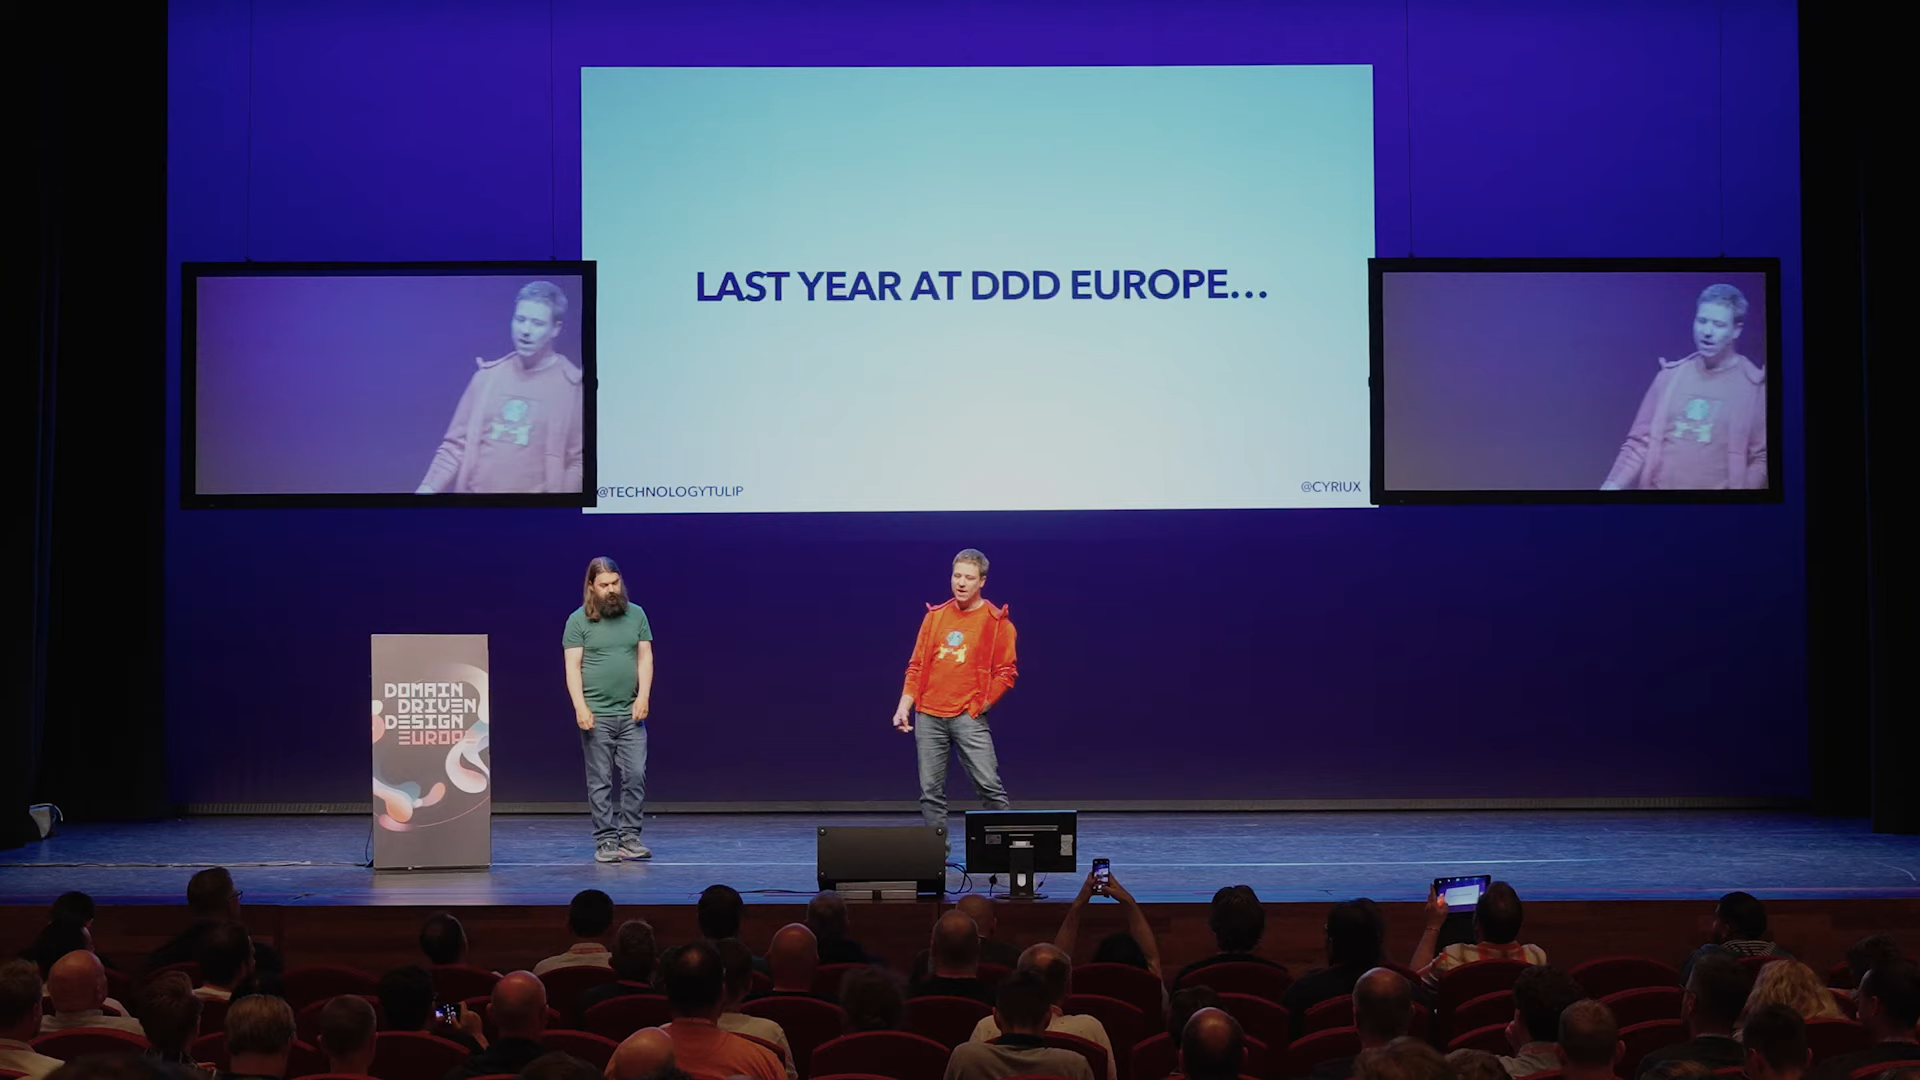 LAST YEAR AT DDD EUROPE...
@TECHNOLOGYTULIP
@CYRIUX
DOMAIN
DRIVEN
DESIGN
EUROPE